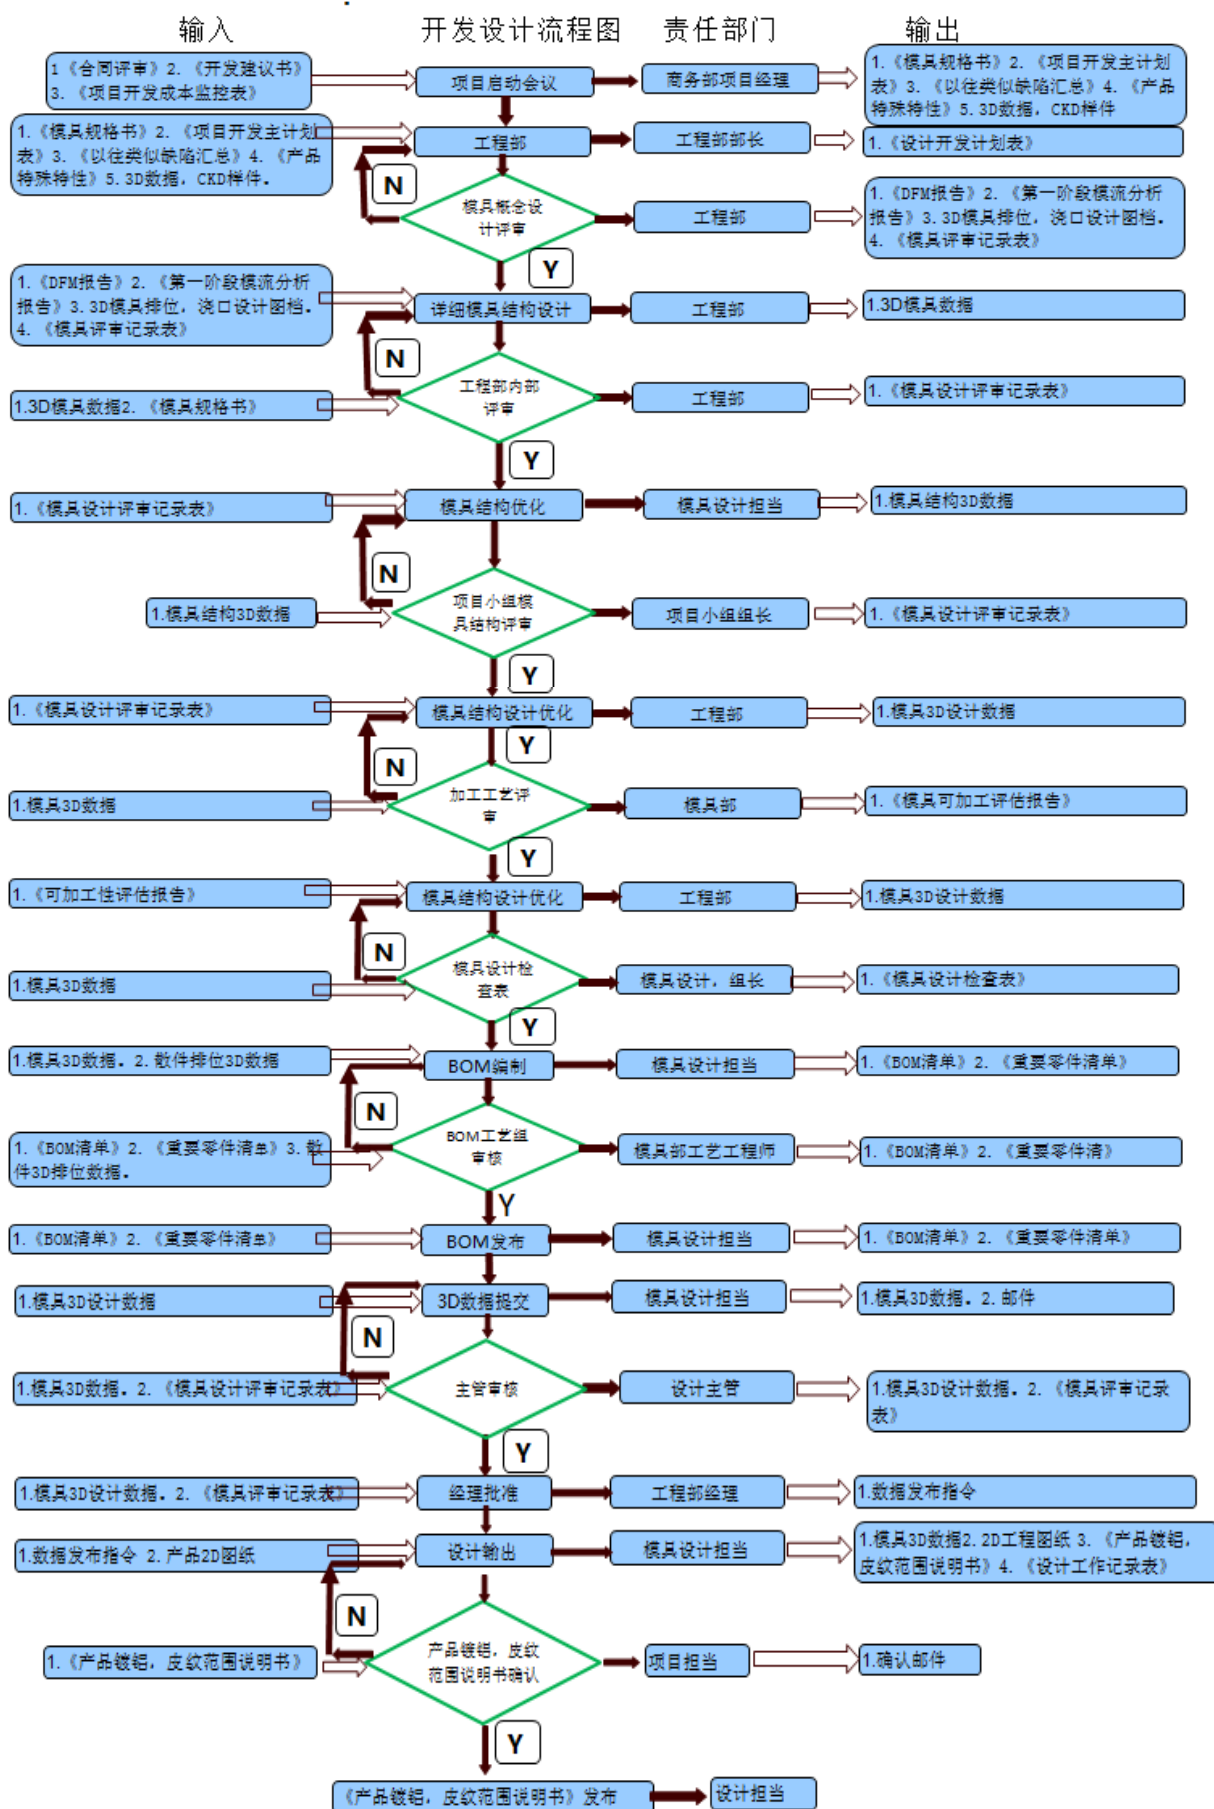 输入 开发设计流程图 责任部门 输出
1《合同评审》2.《开发建议书》
3.《项目开发成本监控表》
项目启动会议
商务部项目经理
1.《模具规格书》2.《项目开发主计划
表》3.《以往类似缺陷汇总》4.《产品
特殊特性》5.3D数据，CKD样件
1.《模具规格书》2.《项目开发主计划
表》3.《以往类似缺陷汇总》4.《产品
特殊特性》5.3D数据，CKD样件。
工程部
工程部部长
1.《设计开发计划表》
N
模具概念设
计评审
工程部
1.《DFM报告》2.《第一阶段模流分析
报告》3.3D模具排位，浇口设计图档。
4.《模具评审记录表》
Y
1.《DFM报告》2.《第一阶段模流分析
报告》3.3D模具排位，浇口设计图档。
4.《模具评审记录表》
详细模具结构设计
工程部
1.3D模具数据
N
1.3D模具数据2.《模具规格书》
工程部内部
评审
工程部
1.《模具设计评审记录表》
Y
1.《模具设计评审记录表》
模具结构优化
模具设计担当
1.模具结构3D数据
N
1.模具结构3D数据
项目小组模
具结构评审
项目小组组长
1.《模具设计评审记录表》
Y
1.《模具设计评审记录表》
模具结构设计优化
工程部
1.模具3D设计数据
Y
N
1.模具3D数据
加工工艺评
审
模具部
1.《模具可加工评估报告》
Y
1.《可加工性评估报告》
模具结构设计优化
工程部
1.模具3D设计数据
N
1.模具3D数据
模具设计检
查表
模具设计，组长
1.《模具设计检查表》
Y
1.模具3D数据。2.散件排位3D数据
BOM编制
模具设计担当
1.《BOM清单》2.《重要零件清单》
N
1.《BOM清单》2.《重要零件清单》3.散
件3D排位数据。
BOM工艺组
审核
模具部工艺工程师
1.《BOM清单》2.《重要零件清》
Y
1.《BOM清单》2.《重要零件清单》
BOM发布
模具设计担当
1.《BOM清单》2.《重要零件清单》
1.模具3D设计数据
3D数据提交
模具设计担当
1.模具3D数据。2.邮件
N
1.模具3D数据。2.《模具设计评审记录表》
主管审核
设计主管
1.模具3D设计数据。2.《模具评审记录
表》
Y
1.模具3D设计数据。2.《模具评审记录表》
经理批准
工程部经理
1.数据发布指令
1.数据发布指令 2.产品2D图纸
设计输出
模具设计担当
1.模具3D数据2.2D工程图纸 3.《产品镀铝，
皮纹范围说明书》4.《设计工作记录表》
N
1.《产品镀铝，皮纹范围说明书》
产品镀铝，皮纹
范围说明书确认
项目担当
1.确认邮件
Y
《产品镀铝，皮纹范围说明书》发布
设计担当